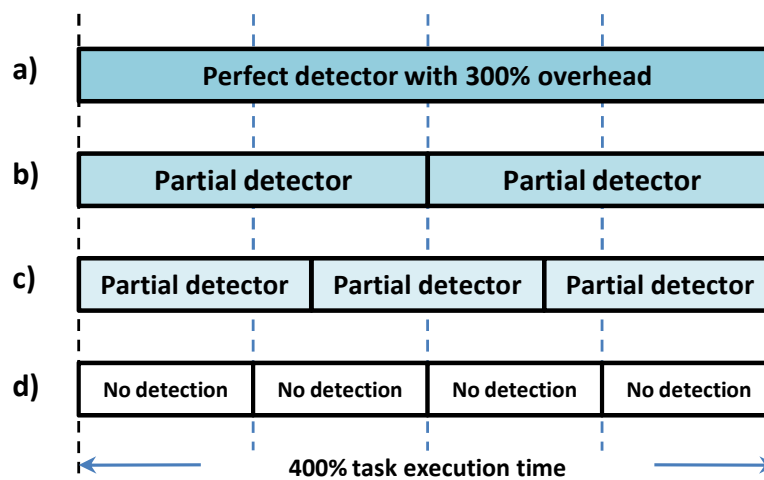 a) Perfect detector with 300% overhead
b) Partial detector Partial detector
c) Partial detector Partial detector Partial detector
d) No detection No detection No detection No detection
400% task execution time